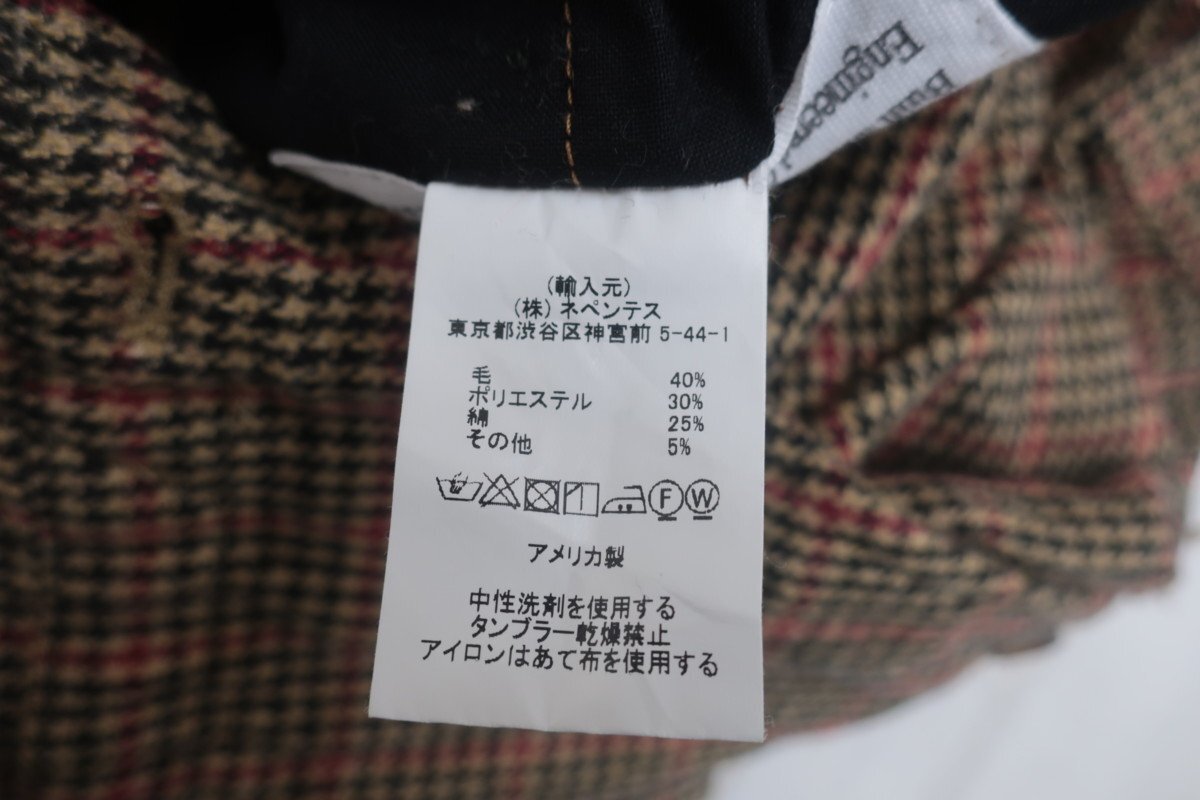 Engineered
(輸入元)
(株) ネペンテス
東京都渋谷区神宮前 5-44-1
毛 40%
ポリエステル 30%
綿 25%
その他 5%
F W
アメリカ製
中性洗剤を使用する
タンブラー乾燥禁止
アイロンはあて布を使用する